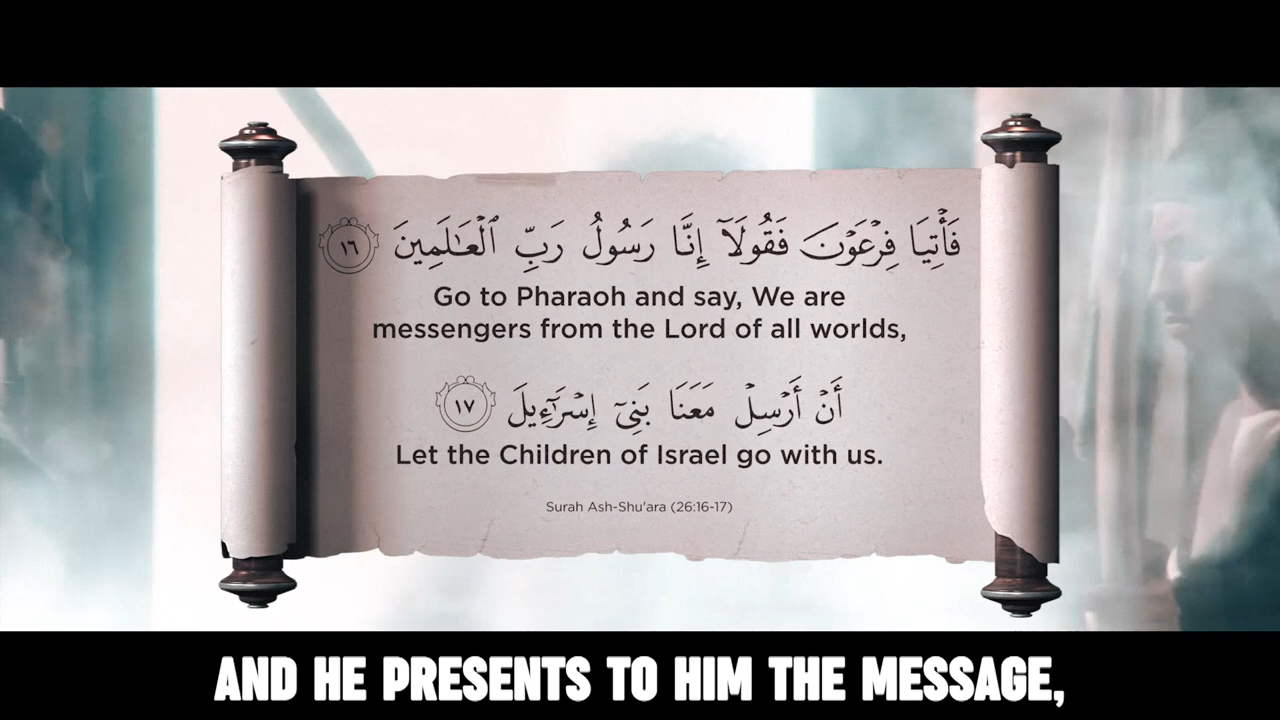 فَأْتِيَا فِرْعَوْنَ فَقُولَآ إِنَّا رَسُولُ رَبِّ ٱلْعَـٰلَمِينَ ١٦
Go to Pharaoh and say, We are
messengers from the Lord of all worlds,
أَنْ أَرْسِلْ مَعَنَا بَنِىٓ إِسْرَٰٓءِيلَ ١٧
Let the Children of Israel go with us.
Surah Ash-Shu'ara (26:16-17)
AND HE PRESENTS TO HIM THE MESSAGE,